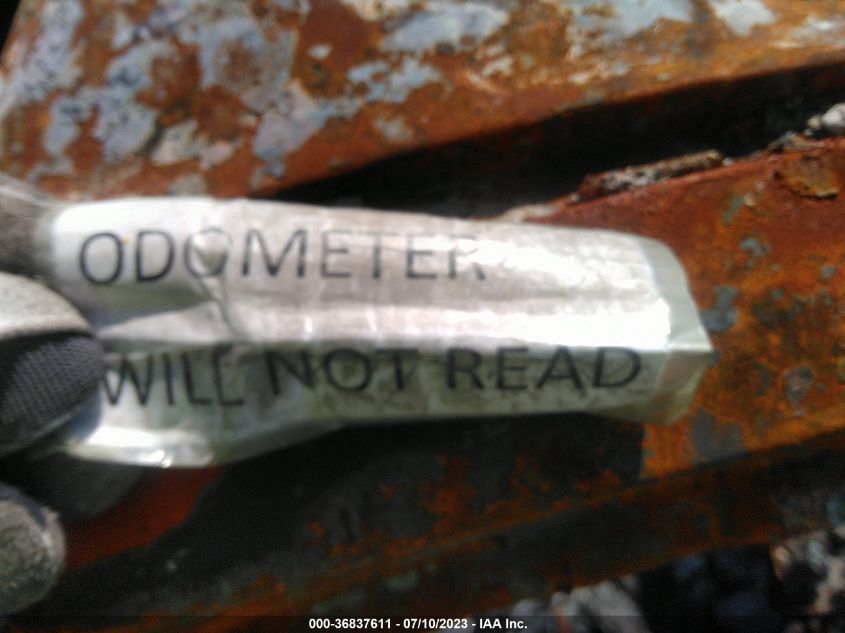 ODOMETER
WILL NOT READ
000-36837611 - 07/10/2023 - IAA Inc.